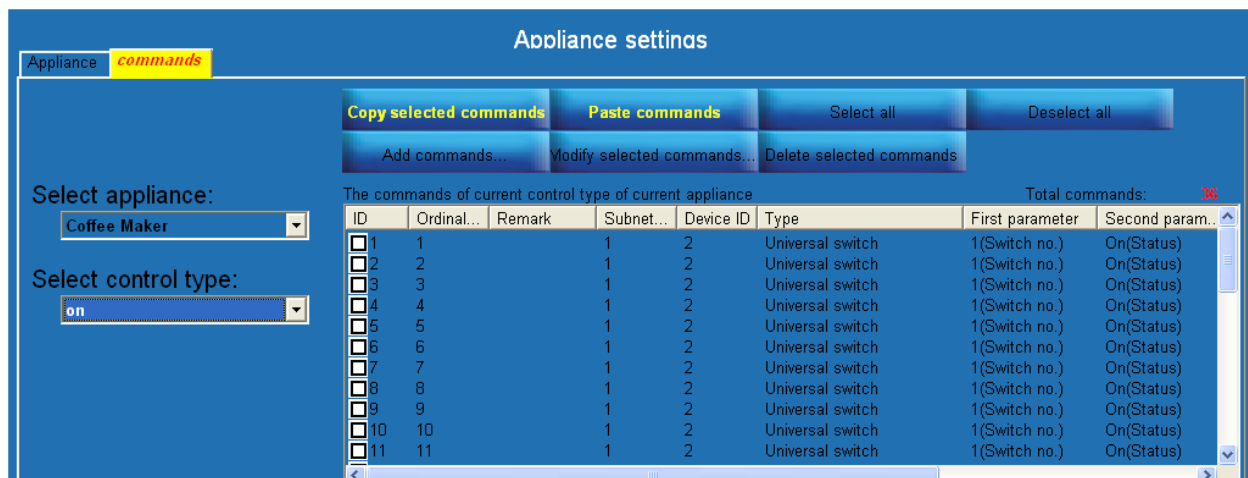 Appliance settings
Appliance commands
Copy selected commands Paste commands Select all Deselect all
Add commands... Modify selected commands... Delete selected commands
Select appliance:
Coffee Maker
Select control type:
on
The commands of current control type of current appliance Total commands: 36
ID Ordinal... Remark Subnet... Device ID Type First parameter Second param...
1 1 1 2 Universal switch 1(Switch no.) On(Status)
2 2 1 2 Universal switch 1(Switch no.) On(Status)
3 3 1 2 Universal switch 1(Switch no.) On(Status)
4 4 1 2 Universal switch 1(Switch no.) On(Status)
5 5 1 2 Universal switch 1(Switch no.) On(Status)
6 6 1 2 Universal switch 1(Switch no.) On(Status)
7 7 1 2 Universal switch 1(Switch no.) On(Status)
8 8 1 2 Universal switch 1(Switch no.) On(Status)
9 9 1 2 Universal switch 1(Switch no.) On(Status)
10 10 1 2 Universal switch 1(Switch no.) On(Status)
11 11 1 2 Universal switch 1(Switch no.) On(Status)